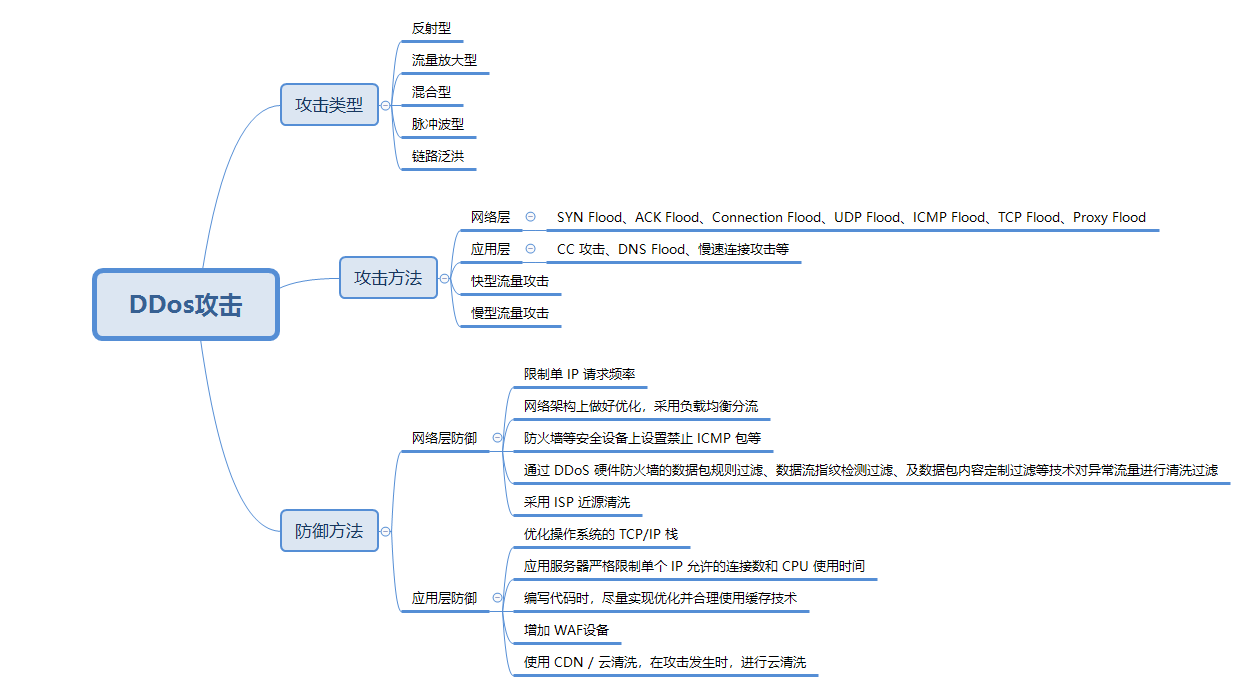 DDos攻击
攻击类型
反射型
流量放大型
混合型
脉冲波型
链路泛洪
攻击方法
网络层
SYN Flood、ACK Flood、Connection Flood、UDP Flood、ICMP Flood、TCP Flood、Proxy Flood
应用层
CC 攻击、DNS Flood、慢速连接攻击等
快型流量攻击
慢型流量攻击
防御方法
网络层防御
限制单 IP 请求频率
网络架构上做好优化，采用负载均衡分流
防火墙等安全设备上设置禁止 ICMP 包等
通过 DDoS 硬件防火墙的数据包规则过滤、数据流指纹检测过滤、及数据包内容定制过滤等技术对异常流量进行清洗过滤
采用 ISP 近源清洗
应用层防御
优化操作系统的 TCP/IP 栈
应用服务器严格限制单个 IP 允许的连接数和 CPU 使用时间
编写代码时，尽量实现优化并合理使用缓存技术
增加 WAF设备
使用 CDN / 云清洗，在攻击发生时，进行云清洗